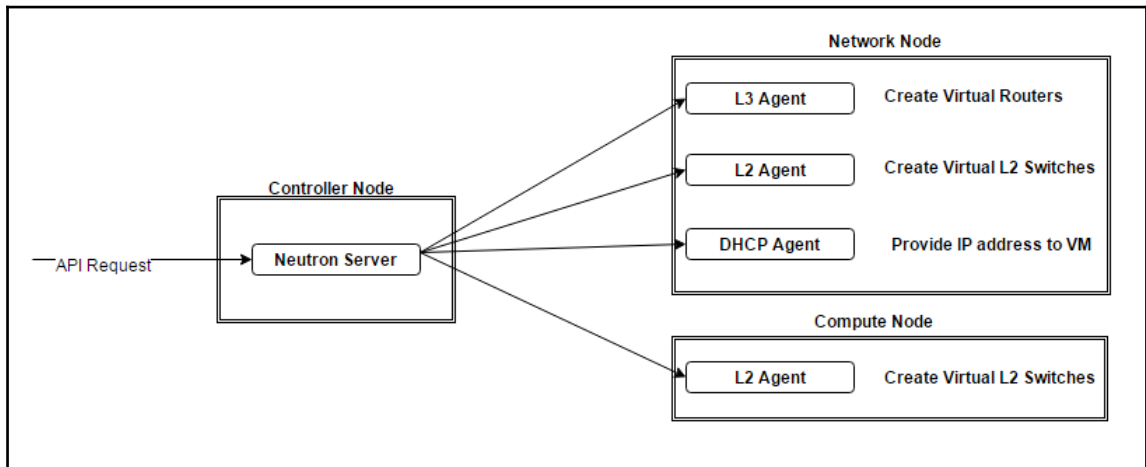 Network Node
L3 Agent
Create Virtual Routers
L2 Agent
Create Virtual L2 Switches
Controller Node
DHCP Agent
Provide IP address to VM
Neutron Server
API Request
Compute Node
L2 Agent
Create Virtual L2 Switches